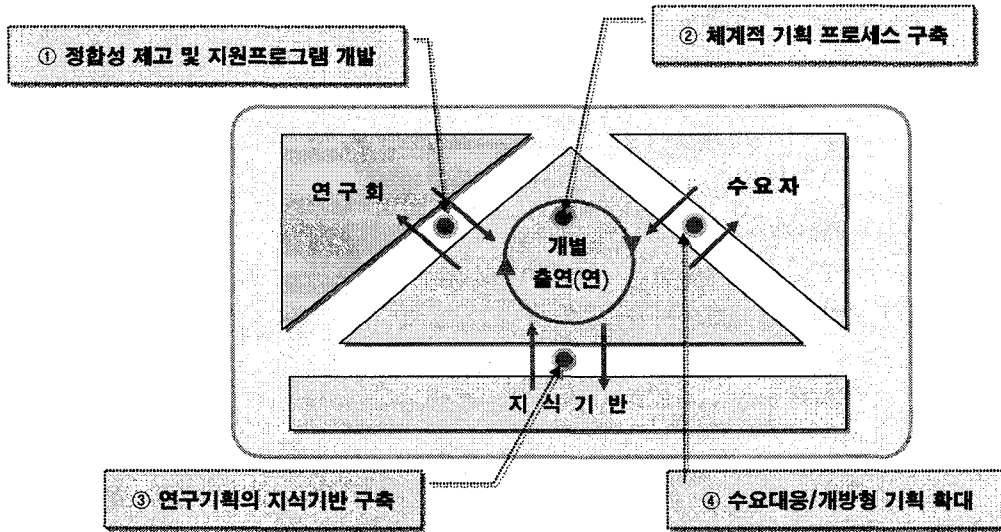 ① 정합성 제고 및 지원프로그램 개발
② 체계적 기획 프로세스 구축
연구회
수요자
개별
출연(연)
지식기반
③ 연구기획의 지식기반 구축
④ 수요대응/개방형 기획 확대